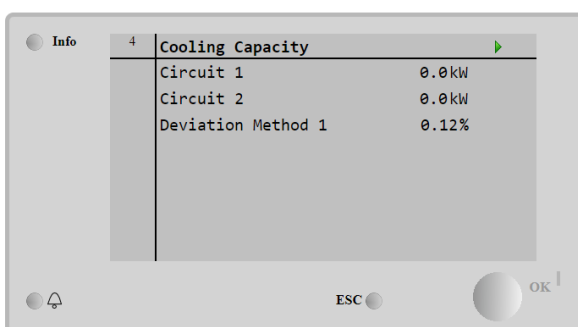 Info
4 Cooling Capacity
Circuit 1 0.0kW
Circuit 2 0.0kW
Deviation Method 1 0.12%
ESC
OK